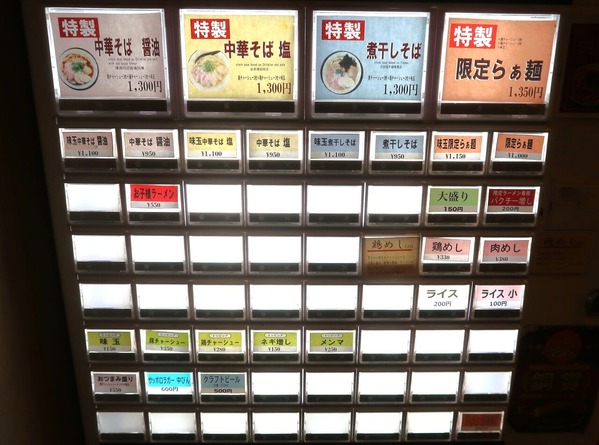 特製
中華そば 醤油
1,300円
特製
中華そば 塩
1,300円
特製
煮干しそば
1,300円
特製
限定らぁ麺
1,350円
味玉中華そば 醤油
¥1,100
中華そば 醤油
¥950
味玉中華そば 塩
¥1,100
中華そば 塩
¥950
味玉煮干しそば
¥1,100
煮干しそば
¥950
味玉限定らぁ麺
¥1,150
限定らぁ麺
¥1,000
お子様ラーメン
¥550
大盛り
150円
限定ラーメン専用
パクチー増し
200円
鶏めし
鶏めし
¥330
肉めし
¥380
ライス
200円
ライス 小
100円
味玉
¥150
豚チャーシュー
¥350
鶏チャーシュー
¥280
ネギ増し
¥150
メンマ
¥250
おつまみ盛り
¥550
サッポロラガー 中びん
600円
クラフトビール
500円